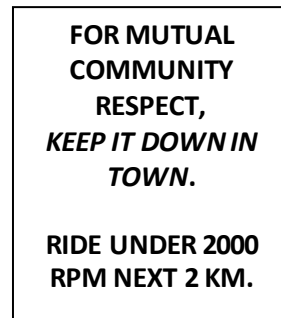 FOR MUTUAL
COMMUNITY
RESPECT,
KEEP IT DOWN IN
TOWN.
RIDE UNDER 2000
RPM NEXT 2 KM.